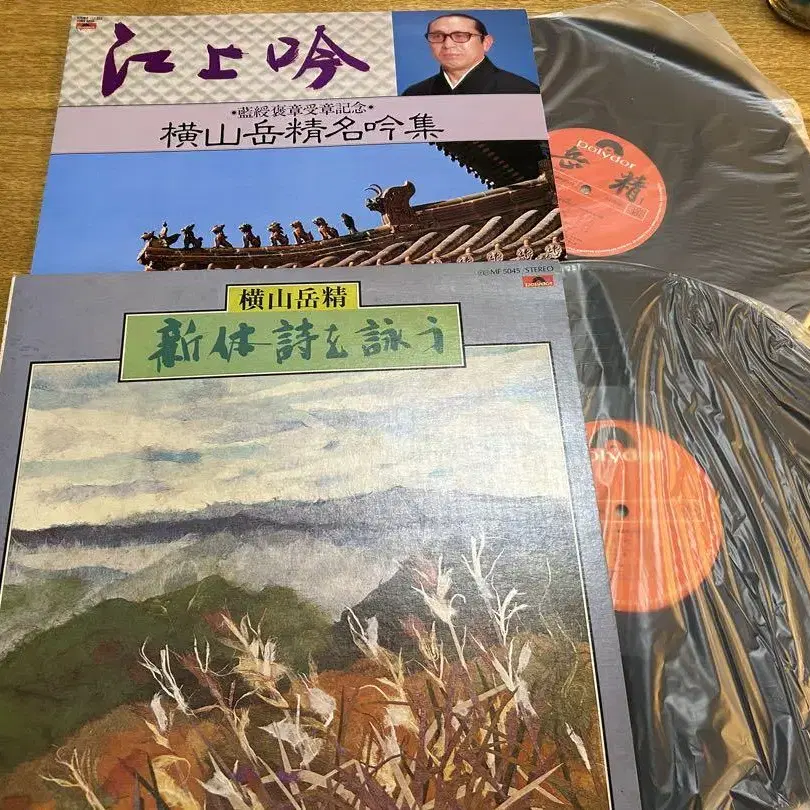 江上吟
•藍綬褒章受章記念•
横山岳精名吟集
polydor
岳精
℗©MF 5045/STEREO
polydor
横山岳精
新体詩を詠う
polydor